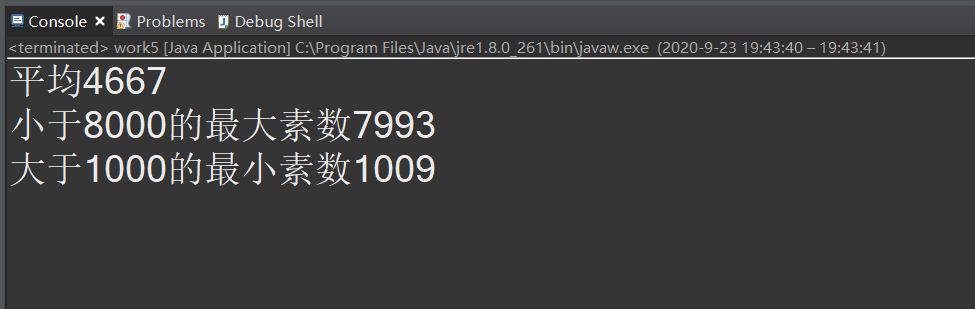 Console Problems Debug Shell
<terminated> work5 [Java Application] C:\Program Files\Java\jre1.8.0_261\bin\javaw.exe (2020-9-23 19:43:40 – 19:43:41)
平均4667
小于8000的最大素数7993
大于1000的最小素数1009